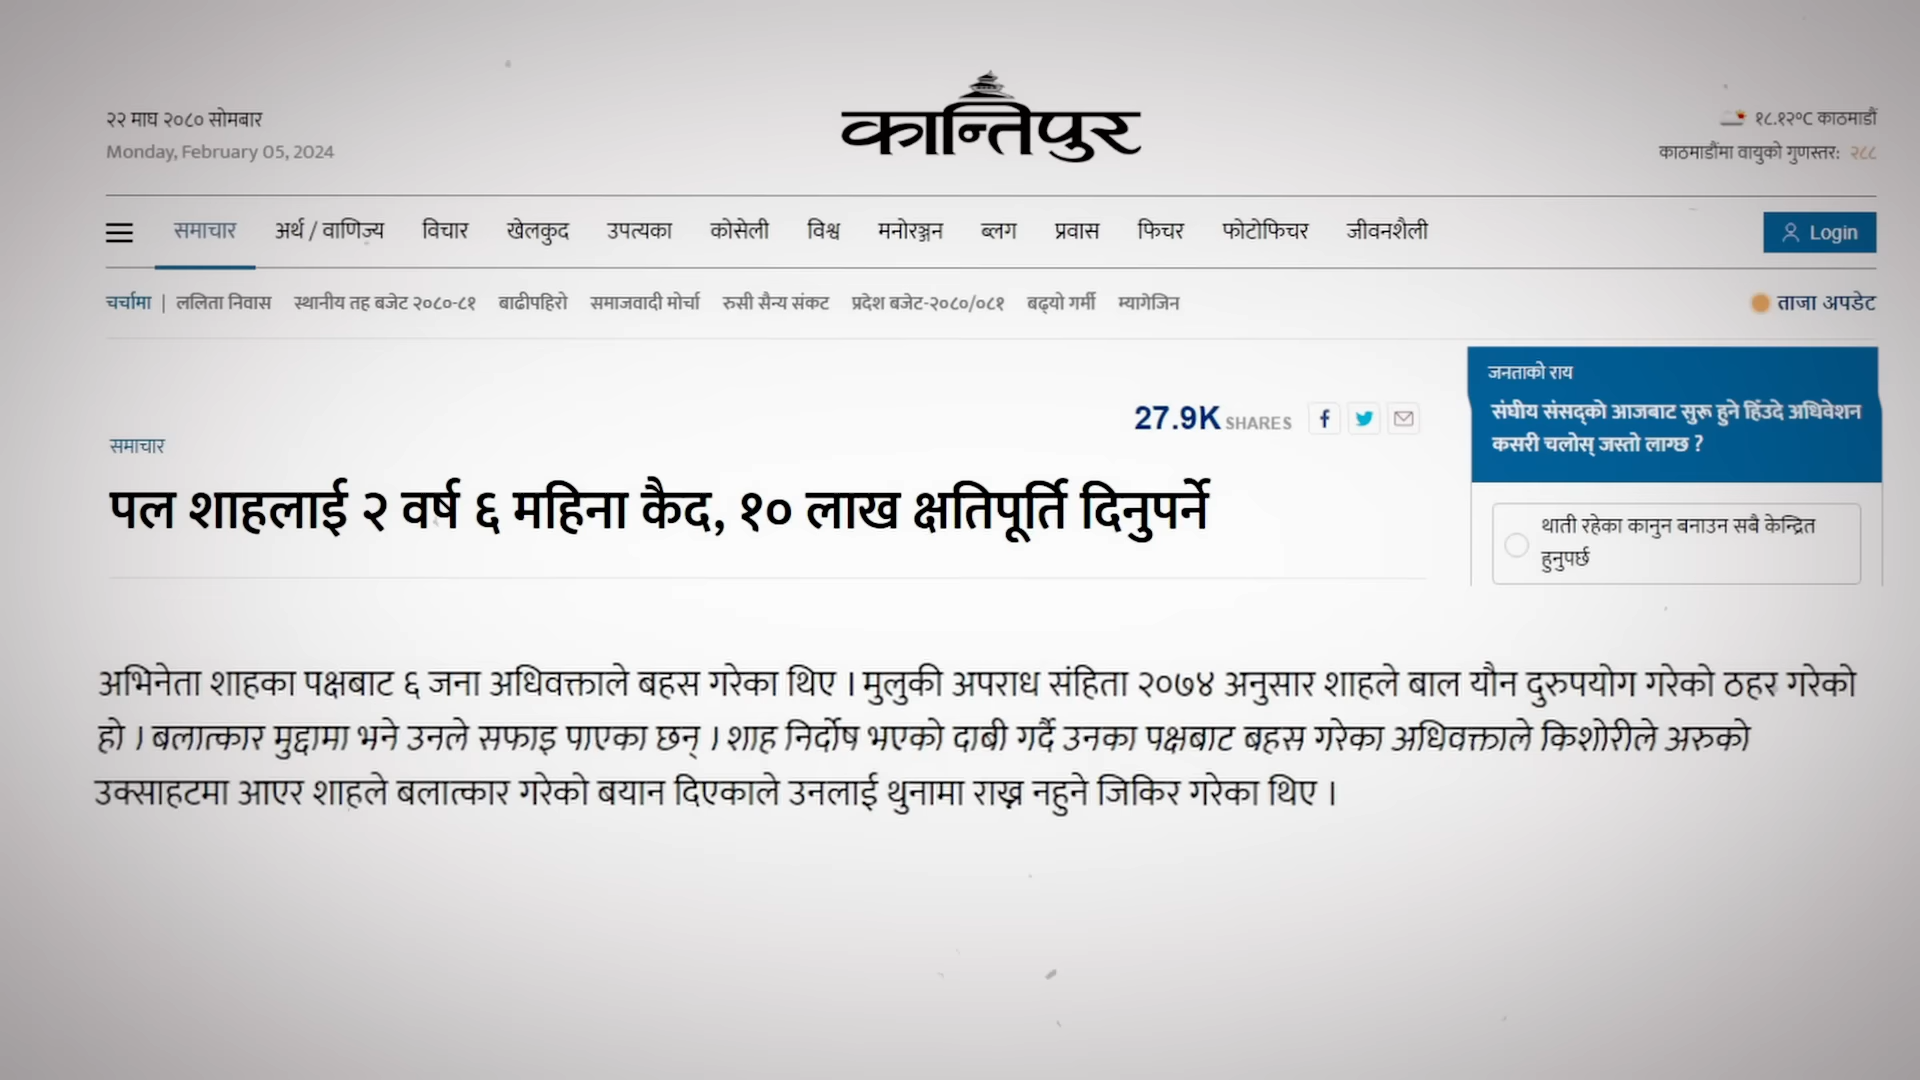 २२ माघ २०८० सोमबार
Monday, February 05, 2024
कान्तिपुर
१८.१२°C काठमाडौं
काठमाडौंमा वायुको गुणस्तर: २८८
समाचार अर्थ / वाणिज्य विचार खेलकुद उपत्यका कोसेली विश्व मनोरञ्जन ब्लग प्रवास फिचर फोटोफिचर जीवनशैली
Login
चर्चामा | ललिता निवास स्थानीय तह बजेट २०८०-८१ बाढीपहिरो समाजवादी मोर्चा रुसी सैन्य संकट प्रदेश बजेट-२०८०/०८१ बढ्यो गर्मी म्यागेजिन
ताजा अपडेट
27.9K SHARES
समाचार
पल शाहलाई २ वर्ष ६ महिना कैद, १० लाख क्षतिपूर्ति दिनुपर्ने
जनताको राय
संघीय संसद्को आजबाट सुरू हुने हिँउदे अधिवेशन
कसरी चलोस् जस्तो लाग्छ ?
थाती रहेका कानुन बनाउन सबै केन्द्रित
हुनुपर्छ
अभिनेता शाहका पक्षबाट ६ जना अधिवक्ताले बहस गरेका थिए । मुलुकी अपराध संहिता २०७४ अनुसार शाहले बाल यौन दुरुपयोग गरेको ठहर गरेको
हो । बलात्कार मुद्दामा भने उनले सफाइ पाएका छन् । शाह निर्दोष भएको दाबी गर्दै उनका पक्षबाट बहस गरेका अधिवक्ताले किशोरीले अरुको
उक्साहटमा आएर शाहले बलात्कार गरेको बयान दिएकाले उनलाई थुनामा राख्न नहुने जिकिर गरेका थिए ।